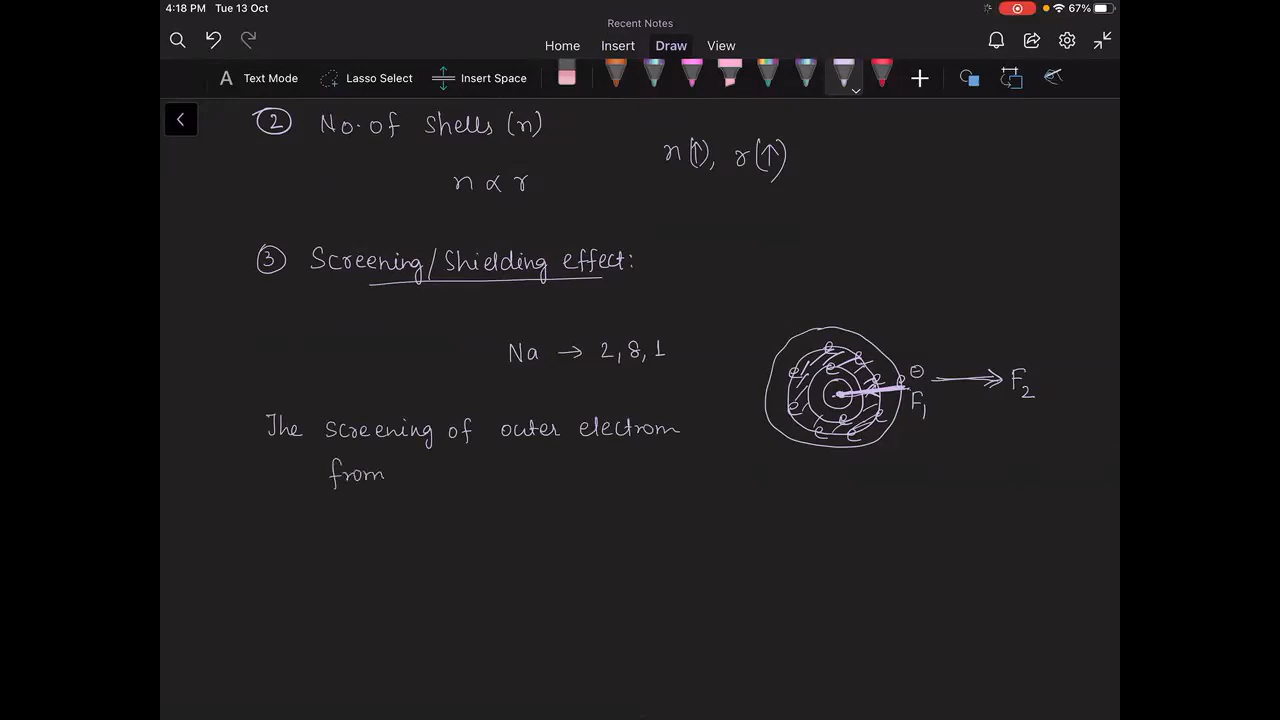 4:18 PM Tue 13 Oct
67%
Recent Notes
Home Insert Draw View
Text Mode Lasso Select Insert Space
② No. of Shells (n)
n(↑), r(↑)
n ∝ r
③ Screening/Shielding effect:
Na → 2, 8, 1
e e e e e e e e e e e
⊖
F₁
F₂
The screening of outer electrom
from